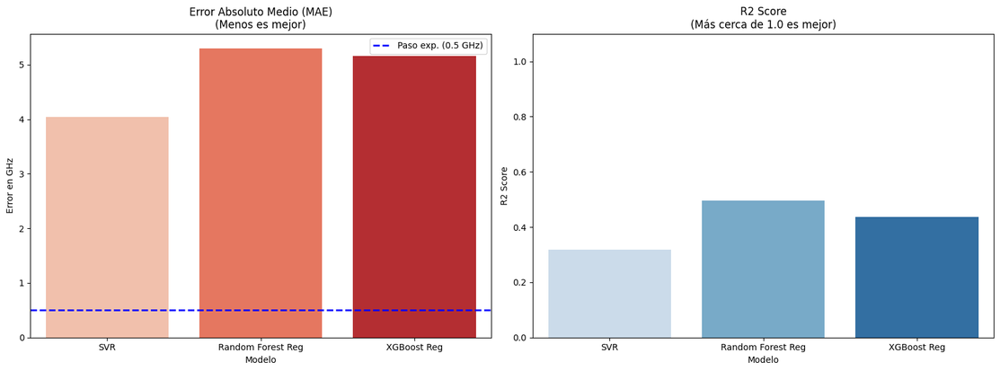 Error Absoluto Medio (MAE)
(Menos es mejor)
Paso exp. (0.5 GHz)
Error en GHz
5
4
3
2
1
0
SVR
Random Forest Reg
XGBoost Reg
Modelo
R2 Score
(Más cerca de 1.0 es mejor)
R2 Score
1.0
0.8
0.6
0.4
0.2
0.0
SVR
Random Forest Reg
XGBoost Reg
Modelo